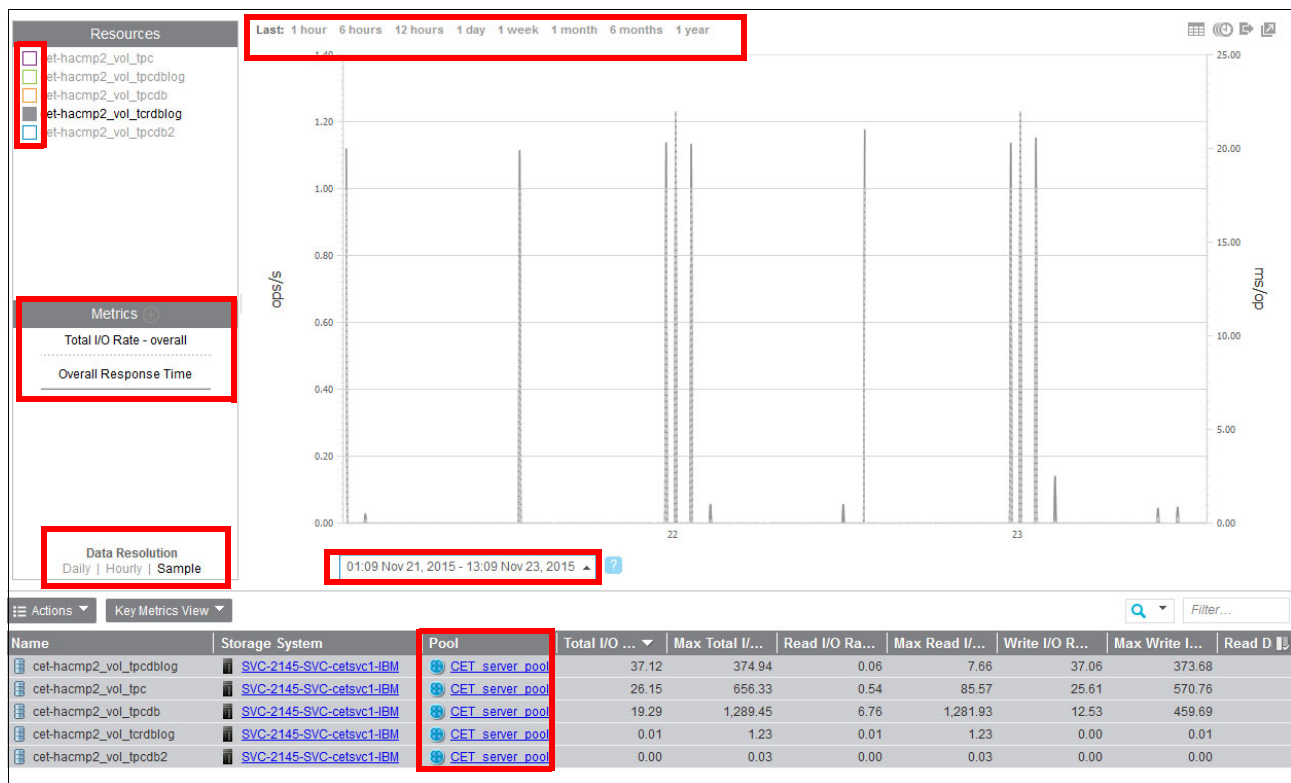 Resources
et-hacmp2_vol_tpc
et-hacmp2_vol_tpcdblog
et-hacmp2_vol_tpcdb
et-hacmp2_vol_tcrdblog
et-hacmp2_vol_tpcdb2
Metrics
Total I/O Rate - overall
Overall Response Time
Data Resolution
Daily | Hourly | Sample
Last: 1 hour 6 hours 12 hours 1 day 1 week 1 month 6 months 1 year
1.40
1.20
1.00
0.80
0.60
0.40
0.20
0.00
ops/s
25.00
20.00
15.00
10.00
5.00
0.00
ms/op
22 23
01:09 Nov 21, 2015 - 13:09 Nov 23, 2015 ?
Actions Key Metrics View Filter...
Name Storage System Pool Total I/O ... Max Total I/... Read I/O Ra... Max Read I/... Write I/O R... Max Write I... Read D
cet-hacmp2_vol_tpcdblog SVC-2145-SVC-cetsvc1-IBM CET_server_pool 37.12 374.94 0.06 7.66 37.06 373.68
cet-hacmp2_vol_tpc SVC-2145-SVC-cetsvc1-IBM CET_server_pool 26.15 656.33 0.54 85.57 25.61 570.76
cet-hacmp2_vol_tpcdb SVC-2145-SVC-cetsvc1-IBM CET_server_pool 19.29 1,289.45 6.76 1,281.93 12.53 459.69
cet-hacmp2_vol_tcrdblog SVC-2145-SVC-cetsvc1-IBM CET_server_pool 0.01 1.23 0.01 1.23 0.00 0.01
cet-hacmp2_vol_tpcdb2 SVC-2145-SVC-cetsvc1-IBM CET_server_pool 0.00 0.03 0.00 0.03 0.00 0.00